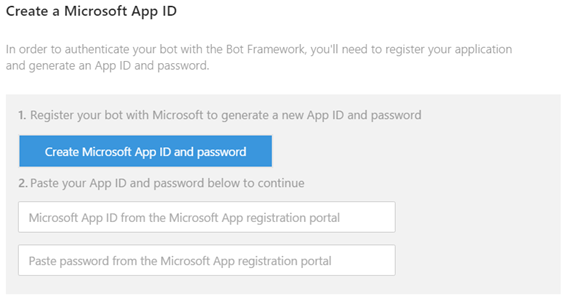 Create a Microsoft App ID
In order to authenticate your bot with the Bot Framework, you'll need to register your application
and generate an App ID and password.
1. Register your bot with Microsoft to generate a new App ID and password
Create Microsoft App ID and password
2. Paste your App ID and password below to continue
Microsoft App ID from the Microsoft App registration portal
Paste password from the Microsoft App registration portal